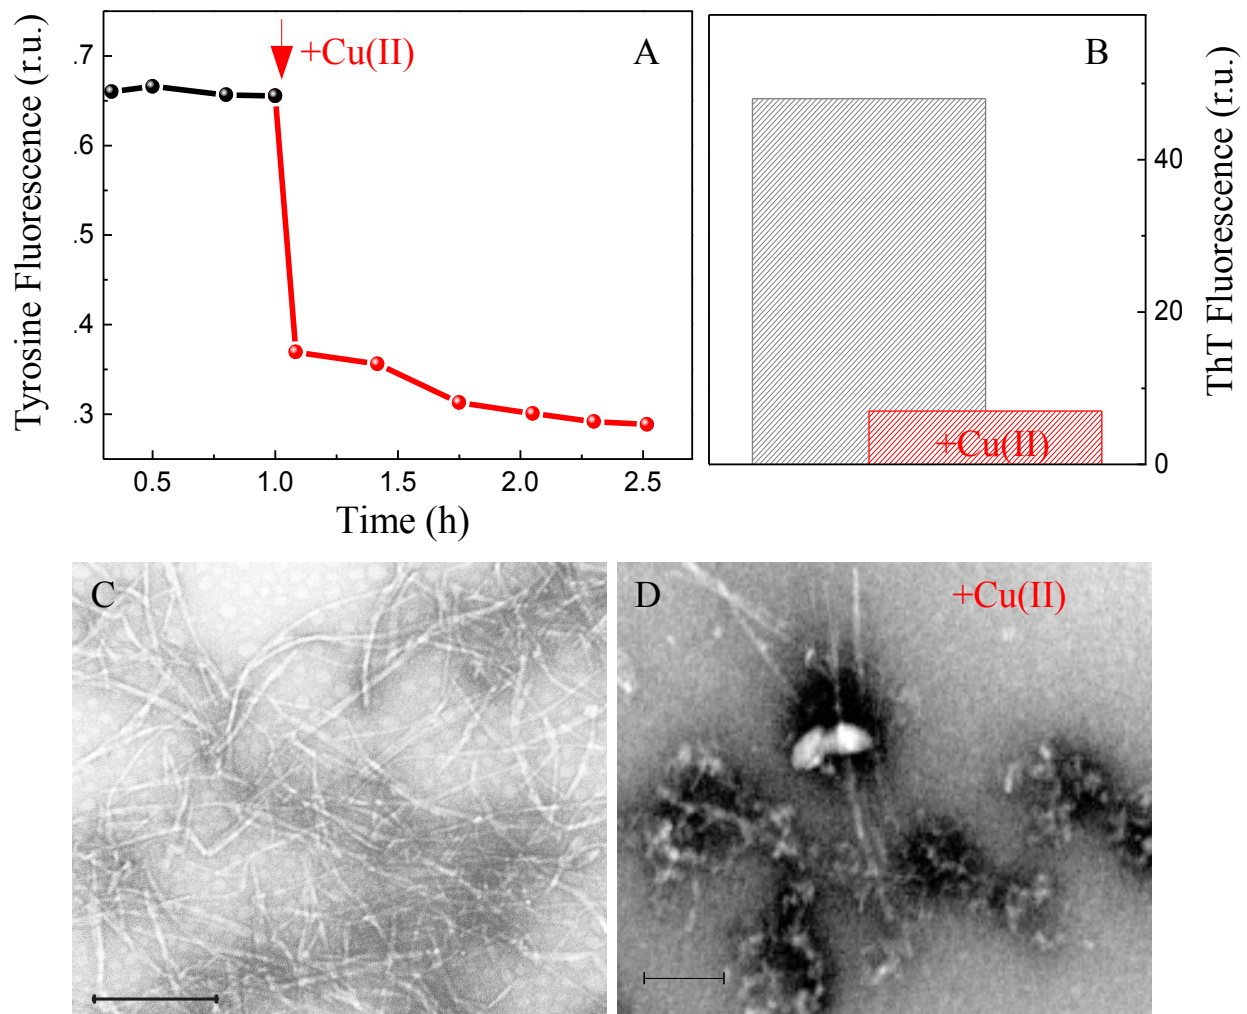 A
+Cu(II)
Tyrosine Fluorescence (r.u.)
.7
.6
.5
.4
.3
0.5
1.0
1.5
2.0
2.5
Time (h)
B
+Cu(II)
40
20
0
ThT Fluorescence (r.u.)
C
D
+Cu(II)